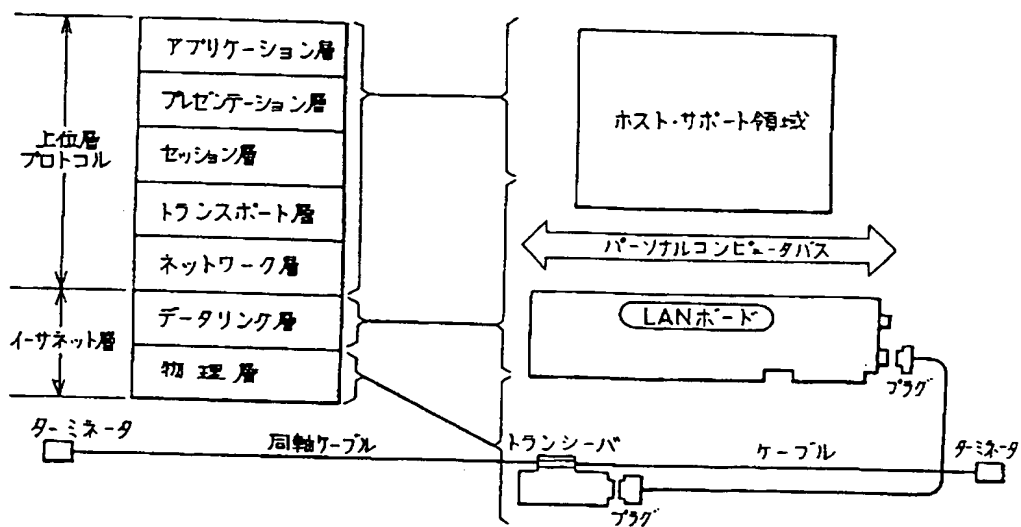 アプリケーション層
プレゼンテーション層
セッション層
トランスポート層
ネットワーク層
データリンク層
物理層
上位層
プロトコル
イーサネット層
ホスト・サポート領域
パーソナルコンピュータバス
LANボード
プラグ
ターミネータ
同軸ケーブル
トランシーバ
ケーブル
ターミネータ
プラグ